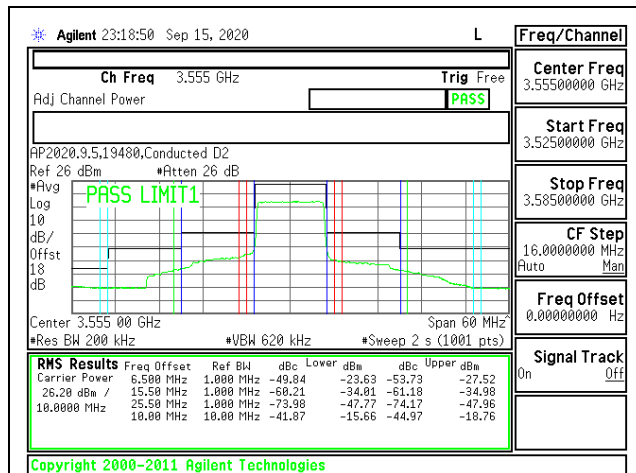 Agilent 23:18:50 Sep 15, 2020 L
Freq/Channel
Ch Freq 3.555 GHz Trig Free
Adj Channel Power PASS
AP2020.9.5,19480,Conducted D2
Ref 26 dBm #Atten 26 dB
#Avg
Log
10
dB/
Offst
18
dB
PASS LIMIT1
Center 3.555 00 GHz Span 60 MHz^
#Res BW 200 kHz #VBW 620 kHz #Sweep 2 s (1001 pts)
RMS Results Freq Offset Ref BW dBc Lower dBm dBc Upper dBm
Carrier Power 6.500 MHz 1.000 MHz -49.84 -23.63 -53.73 -27.52
26.20 dBm / 15.50 MHz 1.000 MHz -60.21 -34.01 -61.18 -34.98
10.0000 MHz 25.50 MHz 1.000 MHz -73.98 -47.77 -74.17 -47.96
10.00 MHz 10.00 MHz -41.87 -15.66 -44.97 -18.76
Center Freq
3.55500000 GHz
Start Freq
3.52500000 GHz
Stop Freq
3.58500000 GHz
CF Step
16.0000000 MHz
Auto Man
Freq Offset
0.00000000 Hz
Signal Track
On Off
Copyright 2000-2011 Agilent Technologies